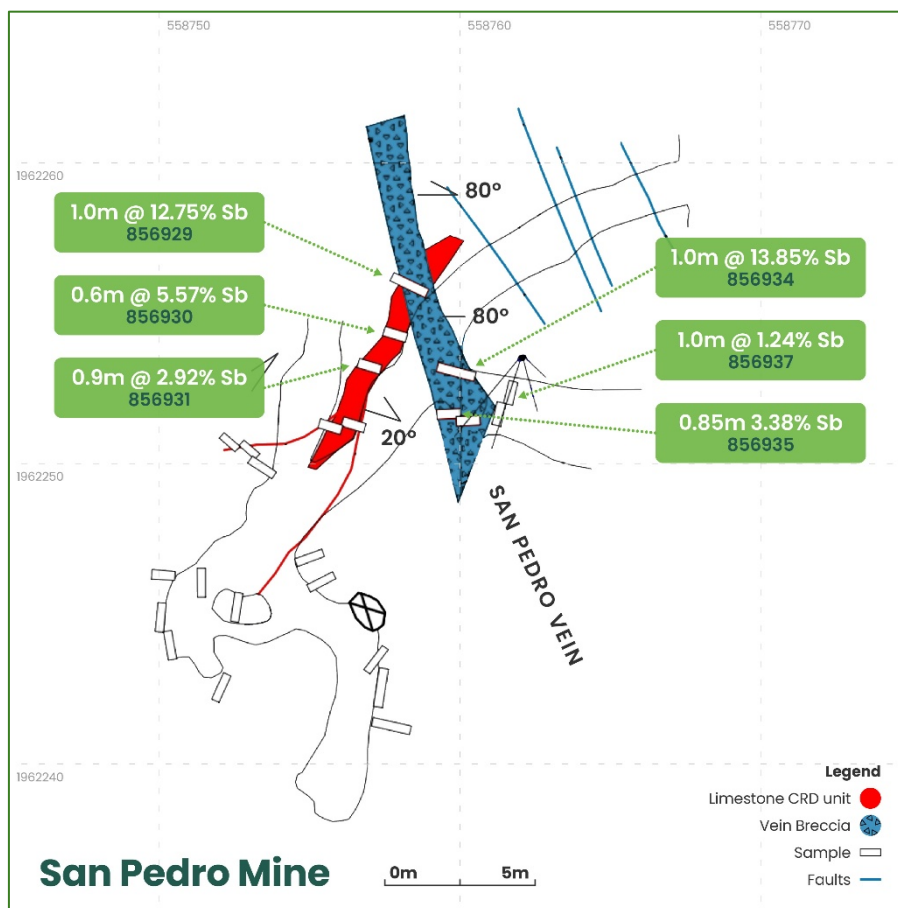 558750
558760
558770
1962260
80°
1.0m @ 12.75% Sb
856929
1.0m @ 13.85% Sb
856934
0.6m @ 5.57% Sb
856930
80°
1.0m @ 1.24% Sb
856937
0.9m @ 2.92% Sb
856931
20°
0.85m 3.38% Sb
856935
1962250
SAN PEDRO VEIN
1962240
Legend
Limestone CRD unit
Vein Breccia
Sample
Faults
San Pedro Mine
0m 5m